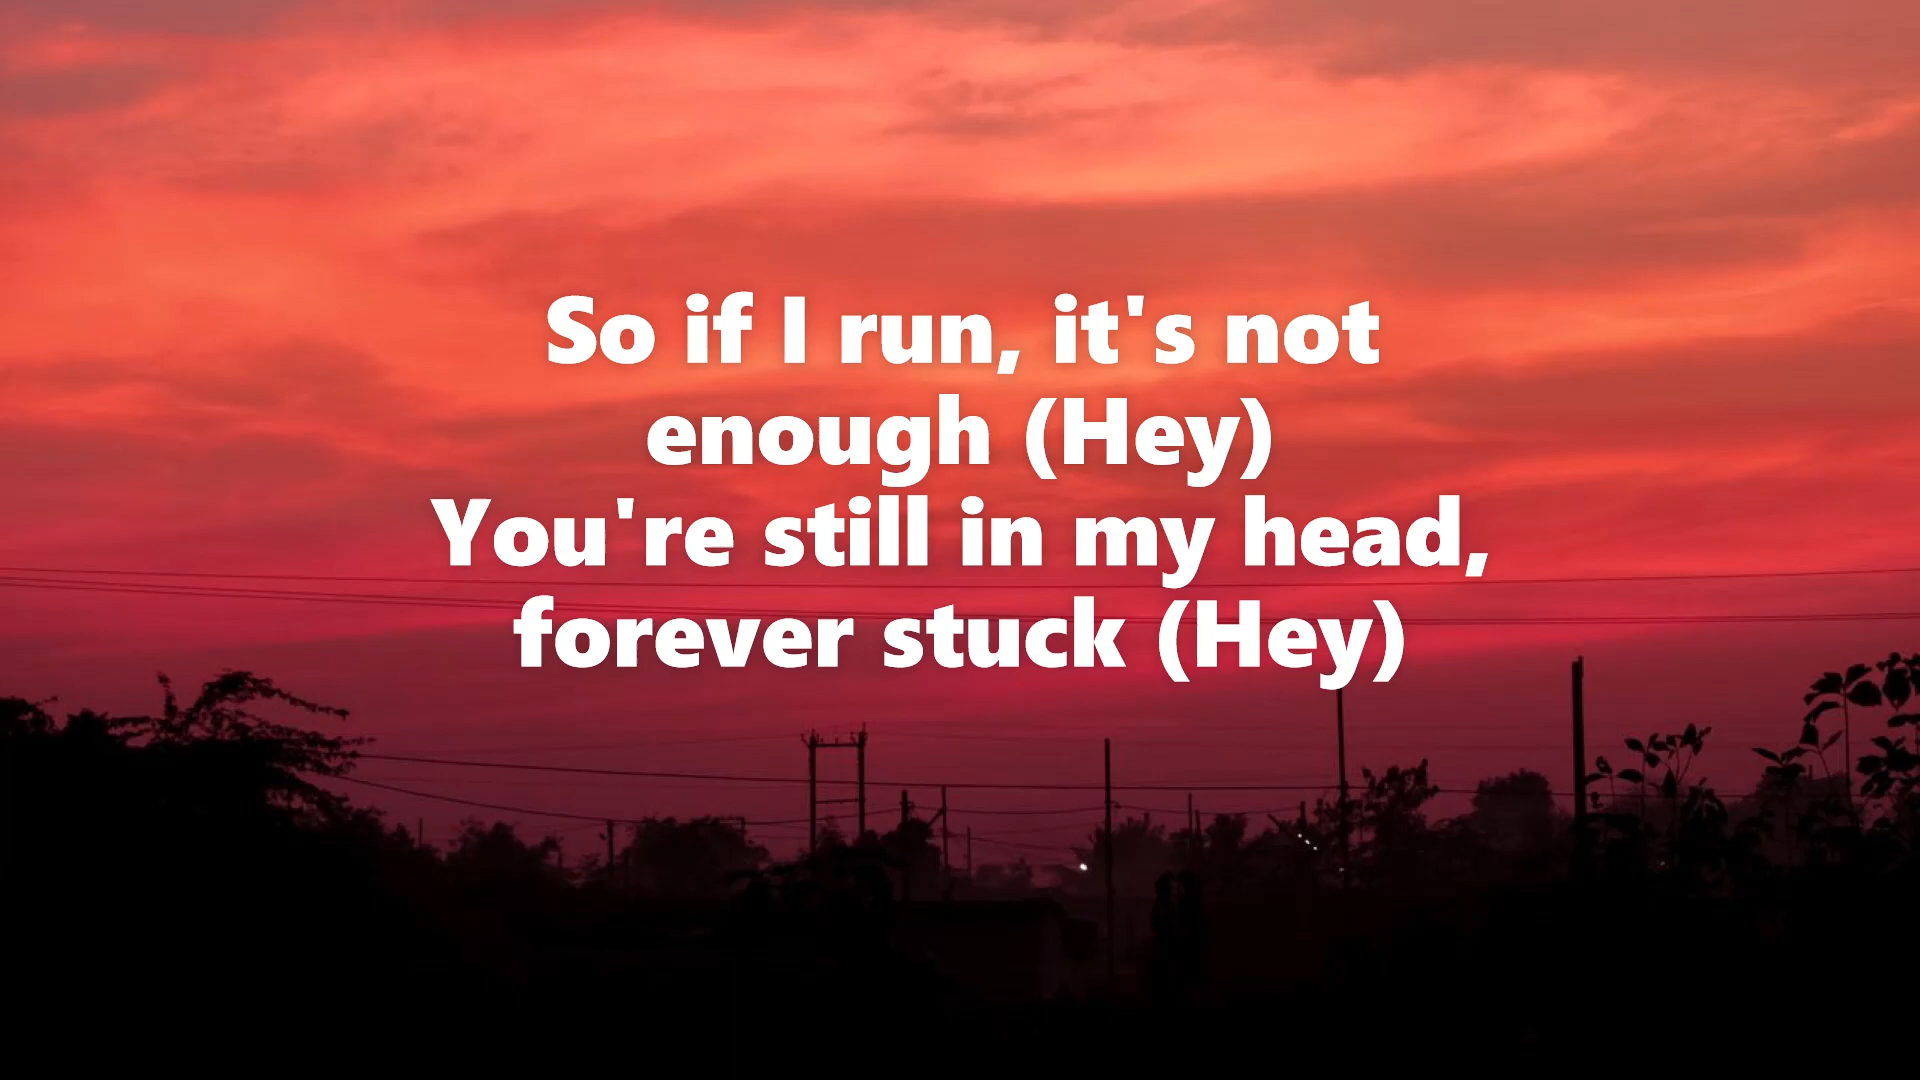 So if I run, it's not
enough (Hey)
You're still in my head,
forever stuck (Hey)